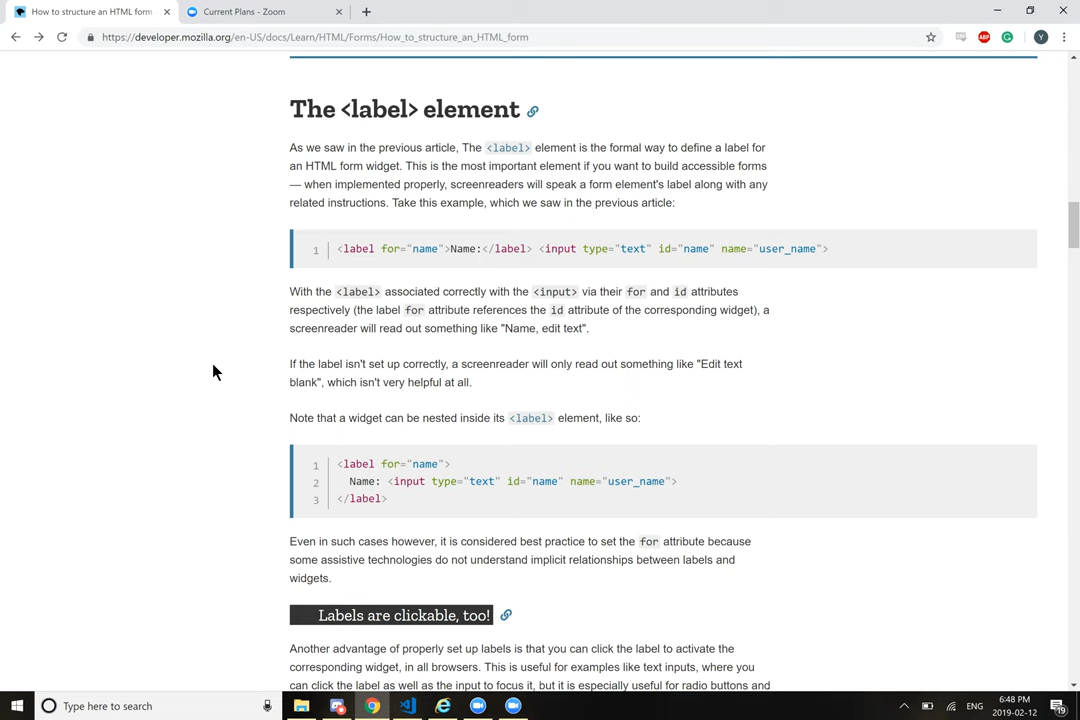 How to structure an HTML form
Current Plans - Zoom
https://developer.mozilla.org/en-US/docs/Learn/HTML/Forms/How_to_structure_an_HTML_form
ABP
G
Y
The <label> element
As we saw in the previous article, The <label> element is the formal way to define a label for
an HTML form widget. This is the most important element if you want to build accessible forms
— when implemented properly, screenreaders will speak a form element's label along with any
related instructions. Take this example, which we saw in the previous article:
1 <label for="name">Name:</label> <input type="text" id="name" name="user_name">
With the <label> associated correctly with the <input> via their for and id attributes
respectively (the label for attribute references the id attribute of the corresponding widget), a
screenreader will read out something like "Name, edit text".
If the label isn't set up correctly, a screenreader will only read out something like "Edit text
blank", which isn't very helpful at all.
Note that a widget can be nested inside its <label> element, like so:
1 <label for="name">
2 Name: <input type="text" id="name" name="user_name">
3 </label>
Even in such cases however, it is considered best practice to set the for attribute because
some assistive technologies do not understand implicit relationships between labels and
widgets.
Labels are clickable, too!
Another advantage of properly set up labels is that you can click the label to activate the
corresponding widget, in all browsers. This is useful for examples like text inputs, where you
can click the label as well as the input to focus it, but it is especially useful for radio buttons and
Type here to search
ENG
6:48 PM
2019-02-12
19